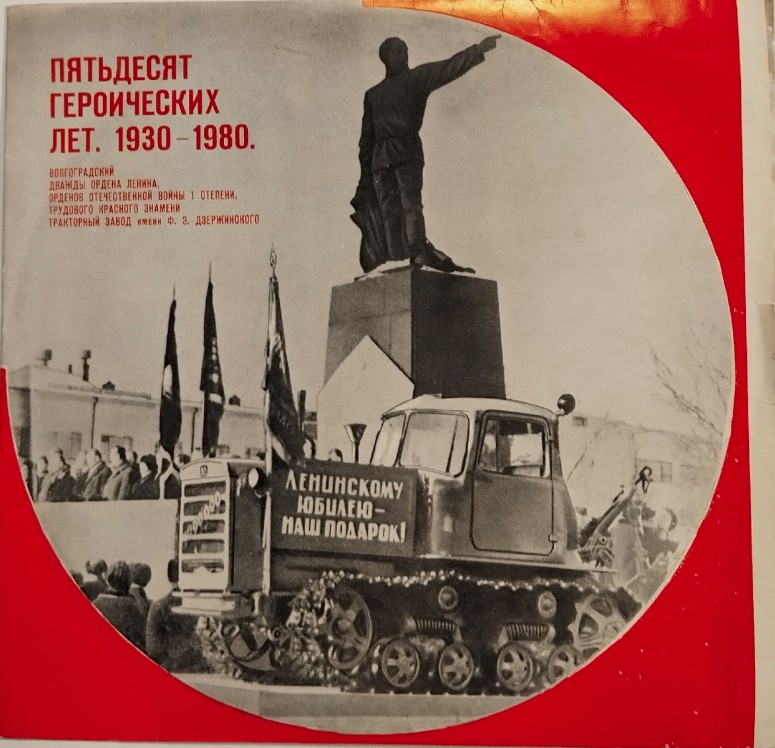 ПЯТЬДЕСЯТ
ГЕРОИЧЕСКИХ
ЛЕТ. 1930–1980.
ВОЛГОГРАДСКИЙ
ДВАЖДЫ ОРДЕНА ЛЕНИНА,
ОРДЕНОВ ОТЕЧЕСТВЕННОЙ ВОЙНЫ 1 СТЕПЕНИ,
ТРУДОВОГО КРАСНОГО ЗНАМЕНИ
ТРАКТОРНЫЙ ЗАВОД имени Ф. Э. ДЗЕРЖИНСКОГО
ЛЕНИНСКОМУ
ЮБИЛЕЮ–
НАШ ПОДАРОК!